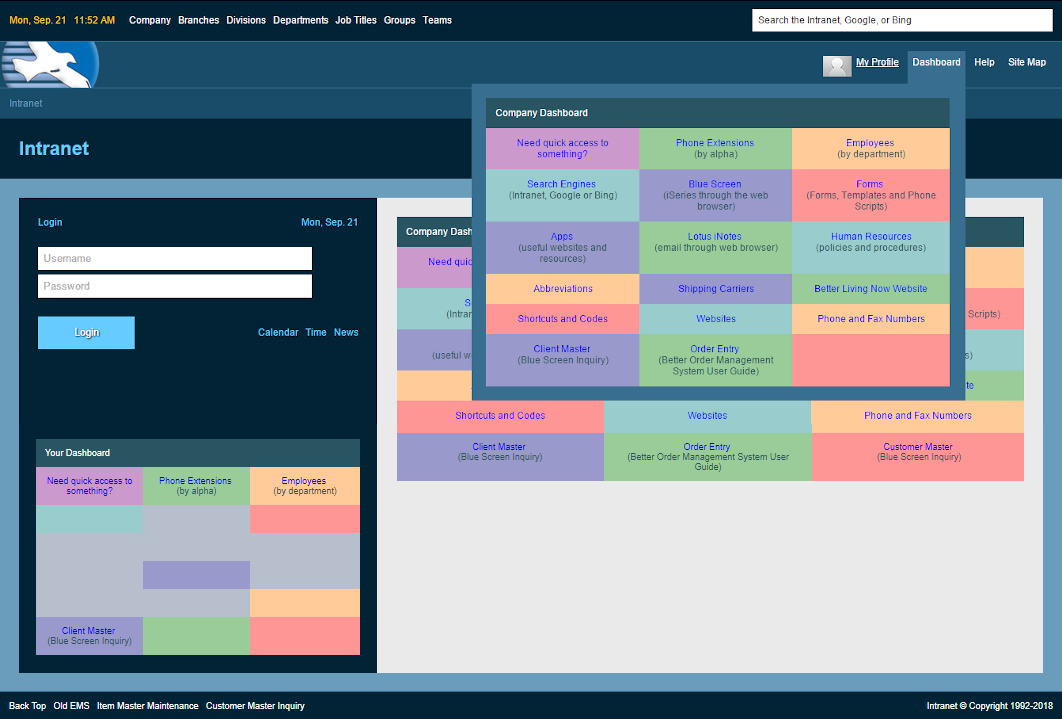 Mon, Sep. 21 11:52 AM Company Branches Divisions Departments Job Titles Groups Teams
Search the Intranet, Google, or Bing
My Profile Dashboard Help Site Map
Intranet
Intranet
Company Dashboard
Need quick access to
something?
Phone Extensions
(by alpha)
Employees
(by department)
Search Engines
(Intranet, Google or Bing)
Blue Screen
(iSeries through the web
browser)
Forms
(Forms, Templates and Phone
Scripts)
Apps
(useful websites and
resources)
Lotus iNotes
(email through web browser)
Human Resources
(policies and procedures)
Abbreviations
Shipping Carriers
Better Living Now Website
Shortcuts and Codes
Websites
Phone and Fax Numbers
Client Master
(Blue Screen Inquiry)
Order Entry
(Better Order Management
System User Guide)
Login Mon, Sep. 21
Username
Password
Login
Calendar Time News
Your Dashboard
Need quick access to
something?
Phone Extensions
(by alpha)
Employees
(by department)
Client Master
(Blue Screen Inquiry)
Company Dash
Need quic
S
(Intran
Scripts)
(useful w
s)
te
Shortcuts and Codes
Websites
Phone and Fax Numbers
Client Master
(Blue Screen Inquiry)
Order Entry
(Better Order Management System User
Guide)
Customer Master
(Blue Screen Inquiry)
Back Top Old EMS Item Master Maintenance Customer Master Inquiry
Intranet © Copyright 1992-2018